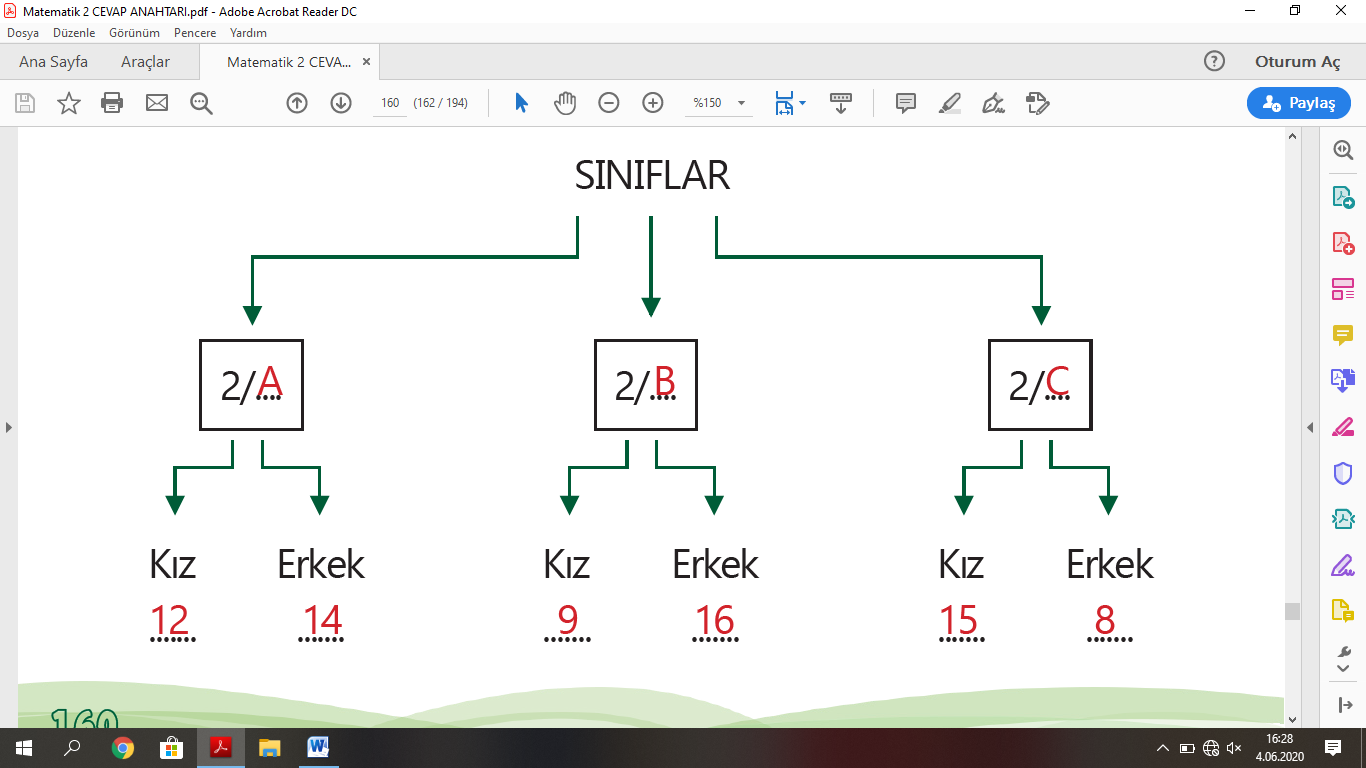 Matematik 2 CEVAP ANAHTARI.pdf - Adobe Acrobat Reader DC
Dosya Düzenle Görünüm Pencere Yardım
Ana Sayfa Araçlar Matematik 2 CEVA... × Oturum Aç
160 (162 / 194) %150 Paylaş
SINIFLAR
2/A.... 2/B.... 2/C....
Kız Erkek Kız Erkek Kız Erkek
12 14 9 16 15 8
160
16:28
4.06.2020